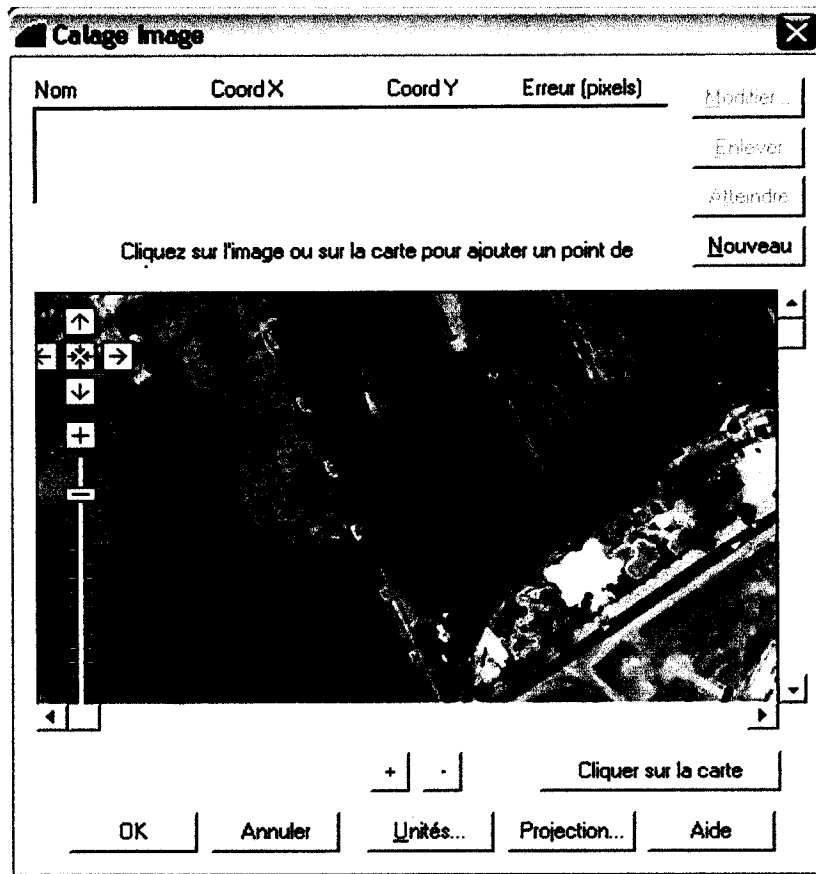 Calage Image
Nom Coord X Coord Y Erreur (pixels)
Modifier...
Enlever
Atteindre
Cliquez sur l'image ou sur la carte pour ajouter un point de
Nouveau
+ -
Cliquer sur la carte
OK Annuler Unités... Projection... Aide